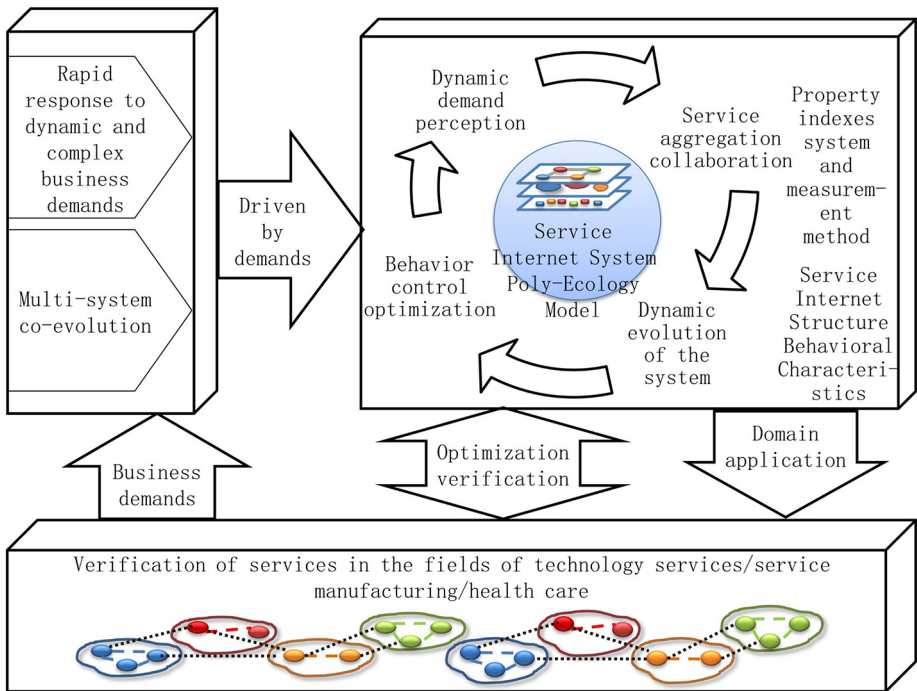 Rapid
response to
dynamic and
complex
business
demands
Multi-system
co-evolution
Driven
by
demands
Dynamic
demand
perception
Service
aggregation
collaboration
Dynamic
evolution
of the
system
Behavior
control
optimization
Service
Internet System
Poly-Ecology
Model
Property
indexes
system
and
measurem-
ent
method
Service
Internet
Structure
Behavioral
Characteri-
stics
Business
demands
Optimization
verification
Domain
application
Verification of services in the fields of technology services/service
manufacturing/health care